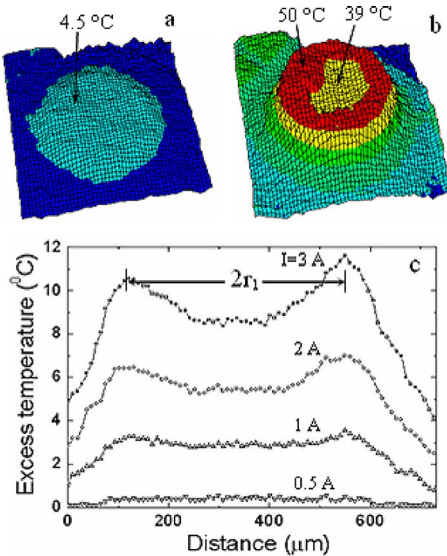 a
4.5 °C
b
50 °C
39 °C
c
Excess temperature (⁰C)
12
10
8
6
4
2
0
I=3 A
2r₁
2 A
1 A
0.5 A
0
200
400
600
Distance (μm)